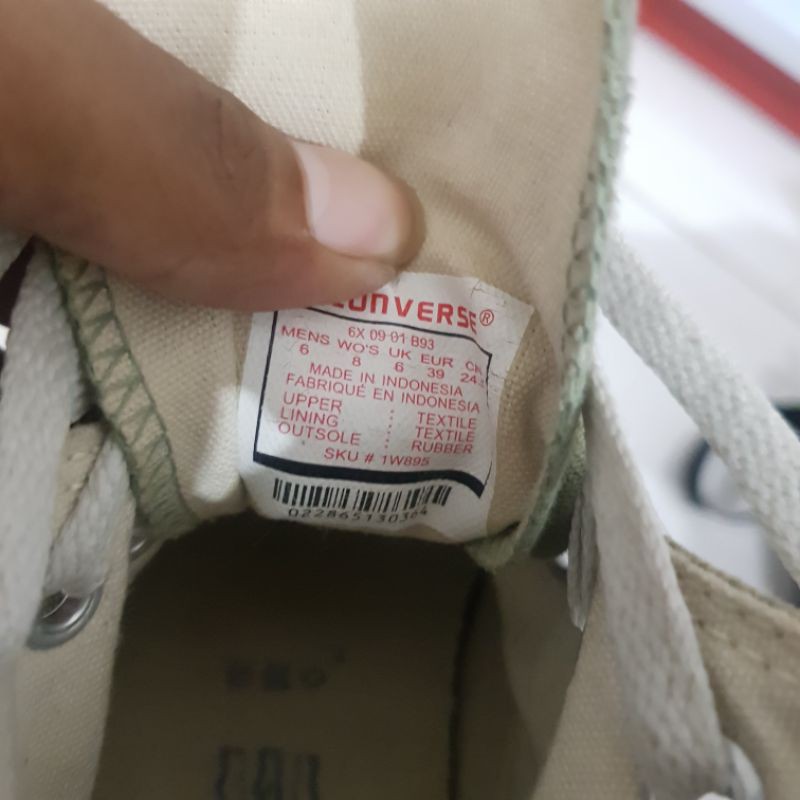 CONVERSE®
6X 09 01 B93
MENS WO'S UK EUR CM
6 8 6 39 24.5
MADE IN INDONESIA
FABRIQUÉ EN INDONESIA
UPPER : TEXTILE
LINING : TEXTILE
OUTSOLE : RUBBER
SKU # 1W895
022865130364